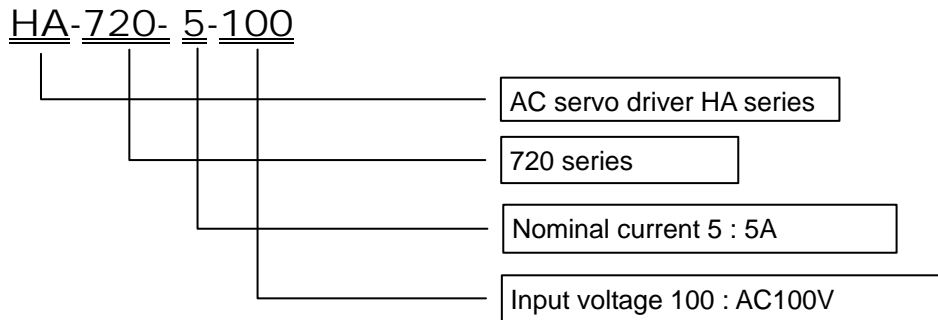 HA-720- 5-100
AC servo driver HA series
720 series
Nominal current 5 : 5A
Input voltage 100 : AC100V